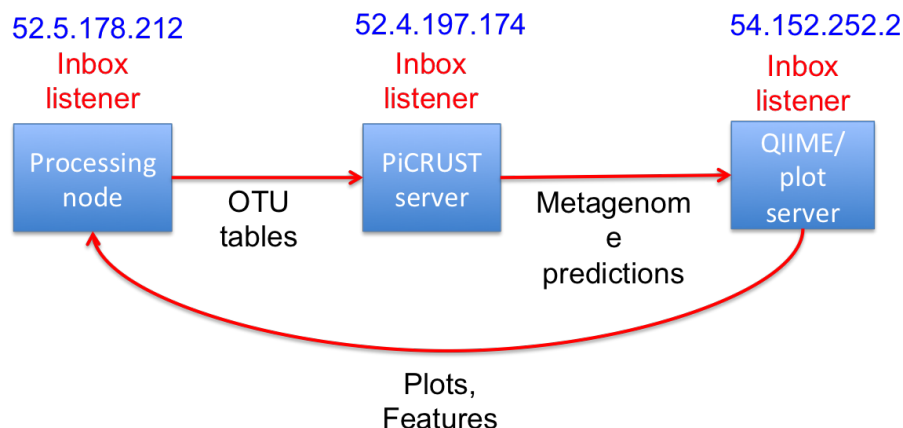 52.5.178.212
52.4.197.174
54.152.252.2
Inbox
listener
Inbox
listener
Inbox
listener
Processing
node
PiCRUST
server
QIIME/
plot
server
OTU
tables
Metagenom
e
predictions
Plots,
Features